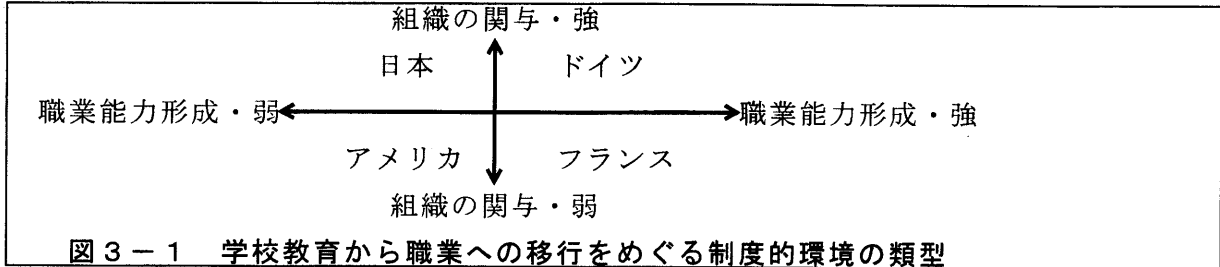 組織の関与・強
日本 ドイツ
職業能力形成・弱 職業能力形成・強
アメリカ フランス
組織の関与・弱
図3-1 学校教育から職業への移行をめぐる制度的環境の類型